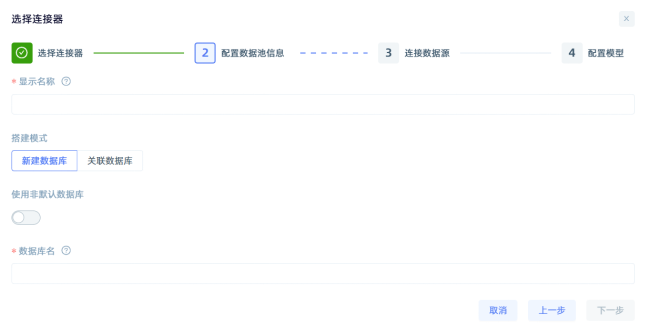 选择连接器
选择连接器 2 配置数据池信息 3 连接数据源 4 配置模型
* 显示名称
搭建模式
新建数据库 关联数据库
使用非默认数据库
* 数据库名
取消 上一步 下一步